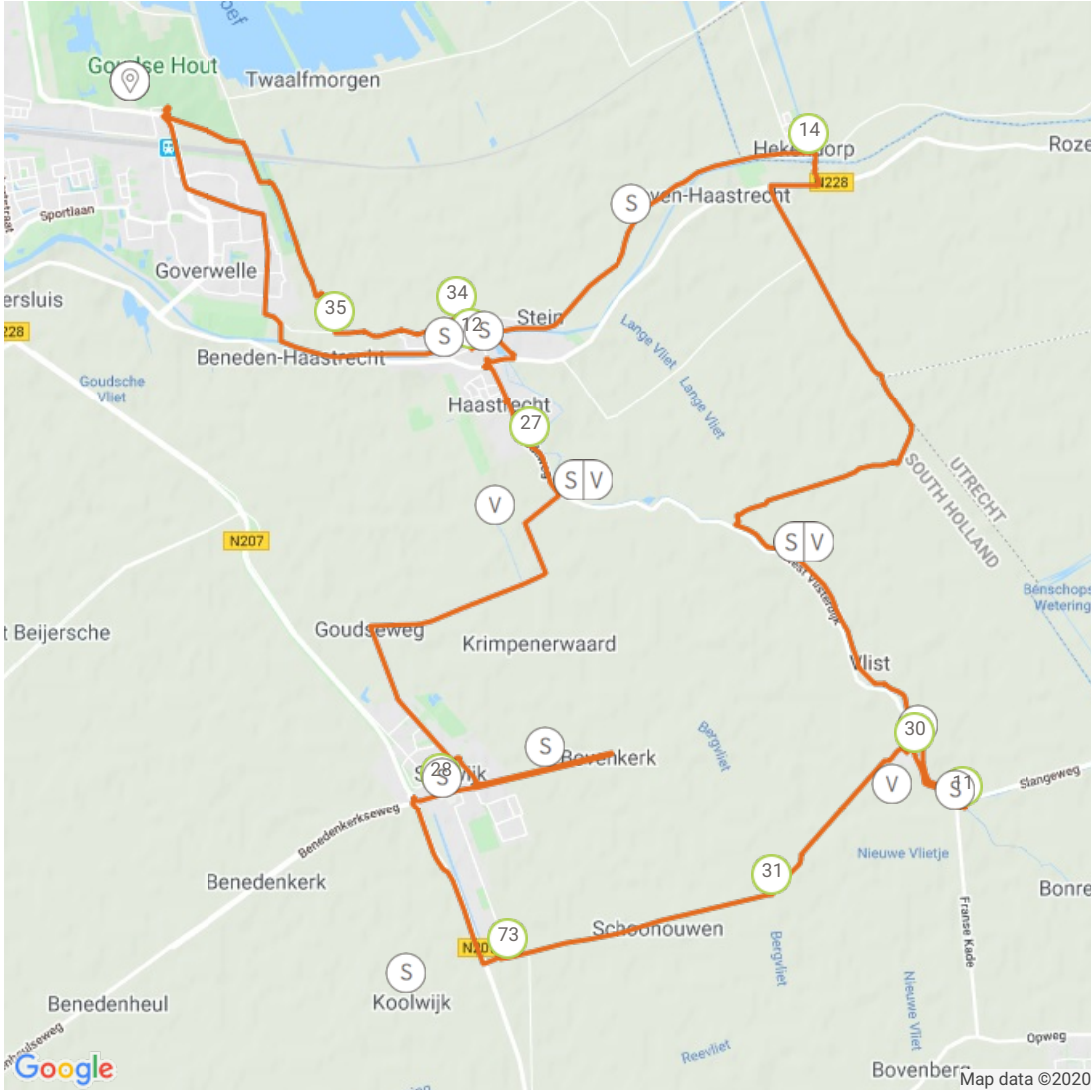 Goudse Hout
Twaalfmorgen
14
Hekendorp
Roze
N228
Sportlaan
S
Goverwelle
ersluis
35
34
12
S
S
Stein
228
Beneden-Haastrecht
Lange Vliet
Goudsche
Vliet
Lange Vliet
Haastrecht
27
UTRECHT
SOUTH HOLLAND
S V
V
N207
S V
Benschops
Wetering
t Beijersche
Goudseweg
Krimpenerwaard
Vlist
30
Bergvliet
S
Bovenkerk
28
S
11
S
V
Slangeweg
Benedenkerkseweg
Nieuwe Vlietje
Benedenkerk
31
Bonre
Schoonouwen
73
Franse Kade
Bergvliet
S
Koolwijk
Benedenheul
Nieuwe Vliet
Opweg
Reevliet
Google
Bovenberg
Map data ©2020